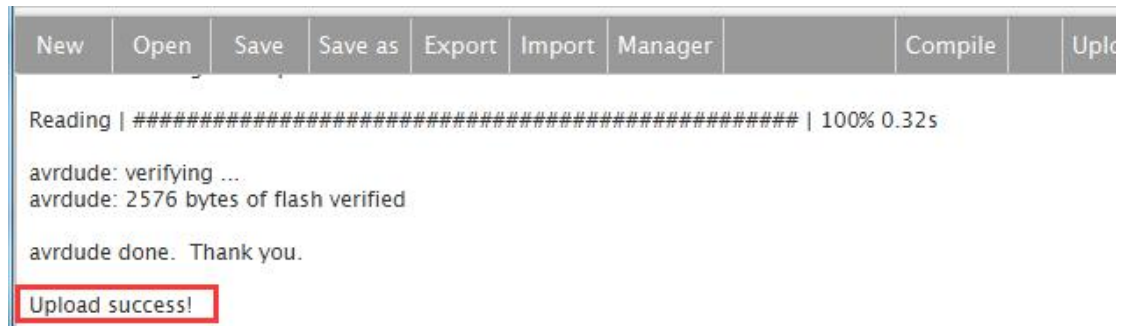 New Open Save Save as Export Import Manager Compile Uplo
Reading | ################################################## | 100% 0.32s
avrdude: verifying ...
avrdude: 2576 bytes of flash verified
avrdude done.  Thank you.
Upload success!